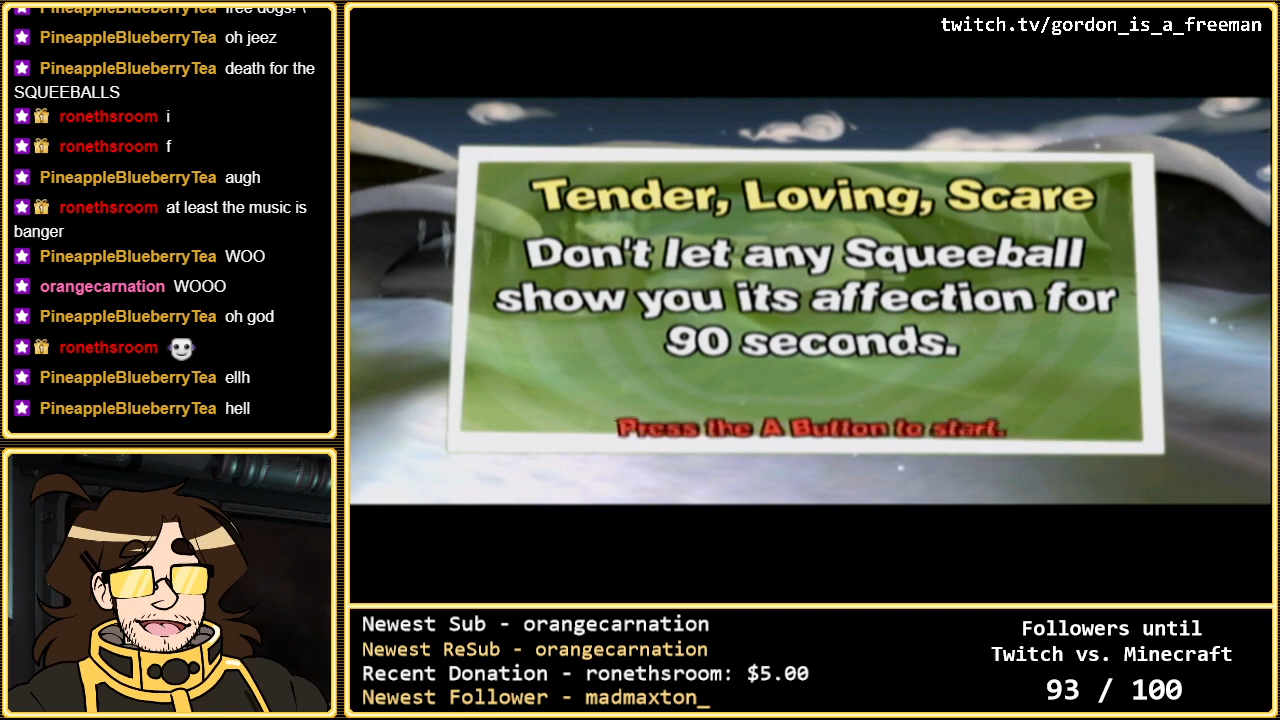 PineappleBlueberryTea free dogs! \
PineappleBlueberryTea oh jeez
PineappleBlueberryTea death for the
SQUEEBALLS
ronethsroom i
ronethsroom f
PineappleBlueberryTea augh
ronethsroom at least the music is
banger
PineappleBlueberryTea WOO
orangecarnation WOOO
PineappleBlueberryTea oh god
ronethsroom
PineappleBlueberryTea ellh
PineappleBlueberryTea hell
twitch.tv/gordon_is_a_freeman
Tender, Loving, Scare
Don't let any Squeeball
show you its affection for
90 seconds.
Press the A Button to start.
Newest Sub - orangecarnation
Newest ReSub - orangecarnation
Recent Donation - ronethsroom: $5.00
Newest Follower - madmaxton_
Followers until
Twitch vs. Minecraft
93 / 100